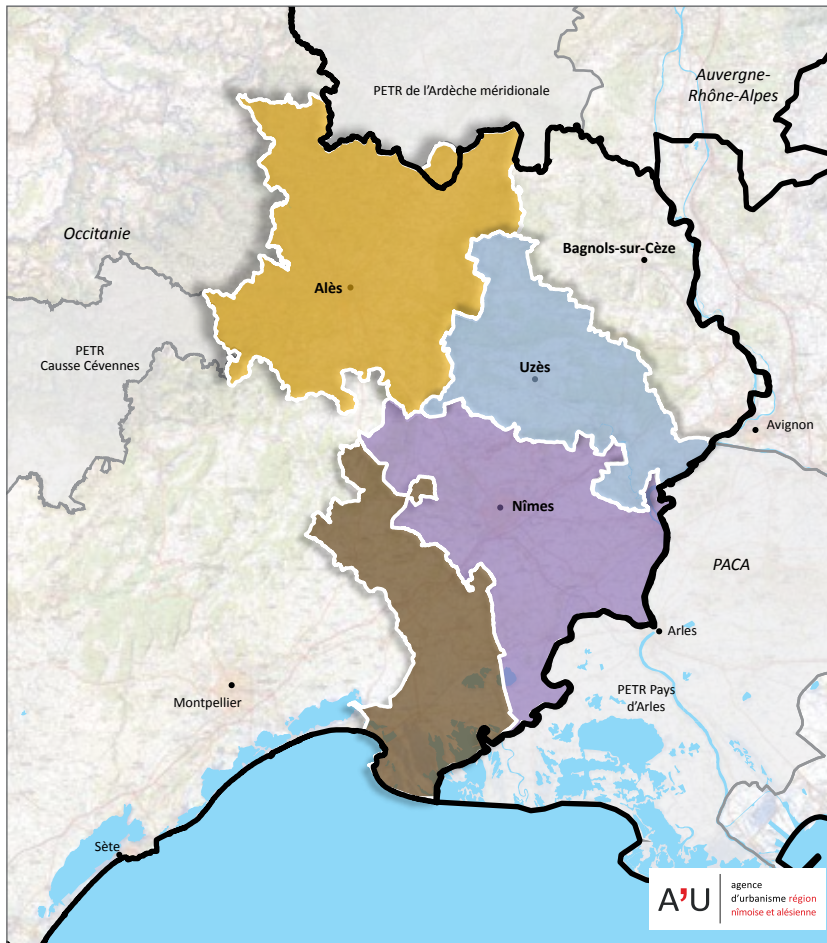 Auvergne-
Rhône-Alpes
PETR de l'Ardèche méridionale
Occitanie
Bagnols-sur-Cèze
Alès
PETR
Causse Cévennes
Uzès
Avignon
Nîmes
PACA
Arles
Montpellier
PETR Pays
d'Arles
Sète
A'U
agence
d'urbanisme région
nîmoise et alésienne